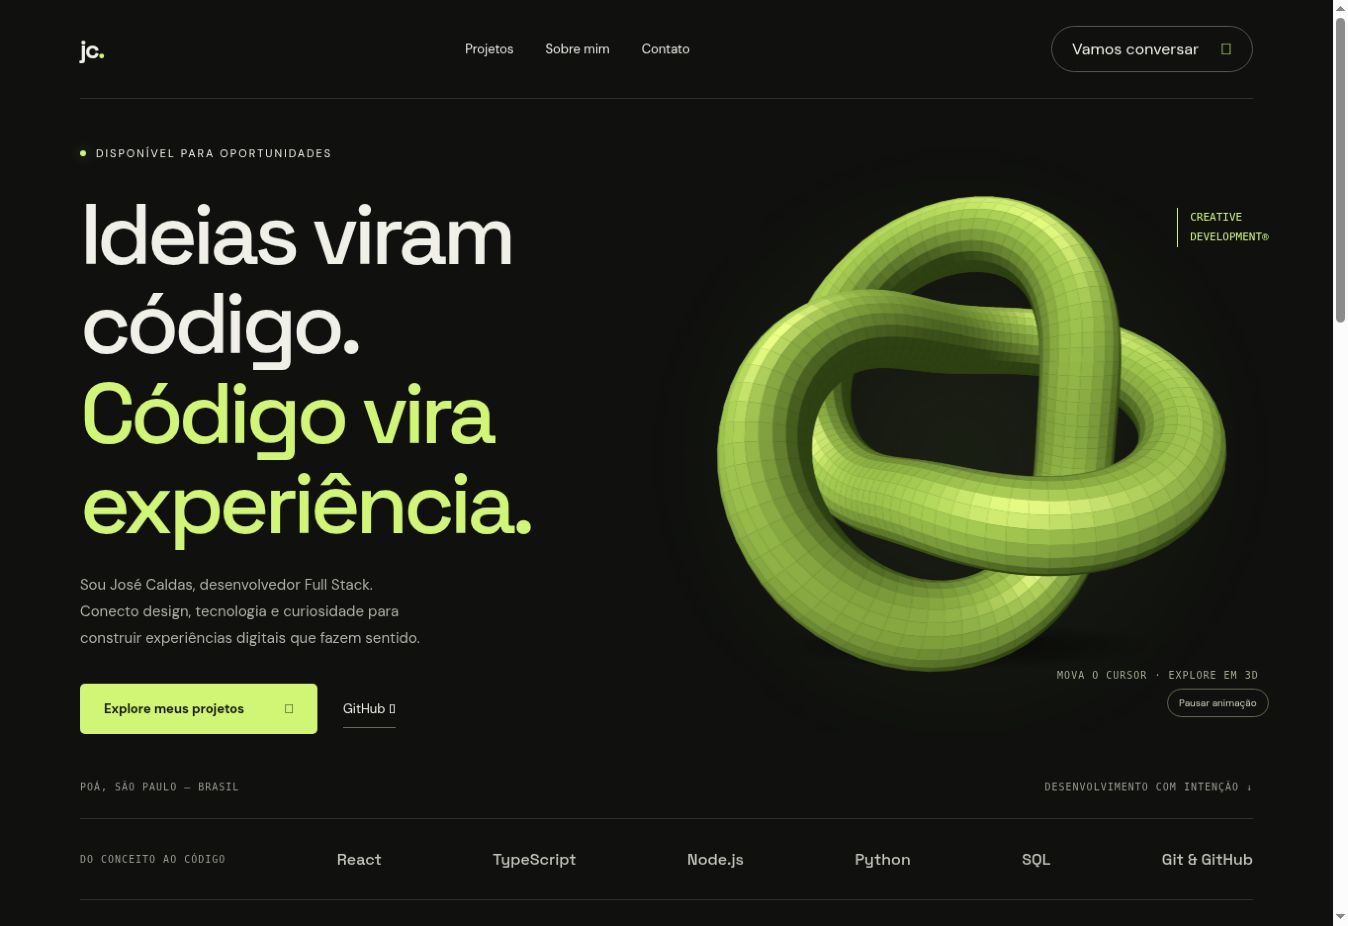 jc.
Projetos
Sobre mim
Contato
Vamos conversar
DISPONÍVEL PARA OPORTUNIDADES
Ideias viram
código.
Código vira
experiência.
CREATIVE
DEVELOPMENT®
Sou José Caldas, desenvolvedor Full Stack.
Conecto design, tecnologia e curiosidade para
construir experiências digitais que fazem sentido.
Explore meus projetos
GitHub
MOVA O CURSOR · EXPLORE EM 3D
Pausar animação
POÁ, SÃO PAULO — BRASIL
DESENVOLVIMENTO COM INTENÇÃO ↓
DO CONCEITO AO CÓDIGO
React
TypeScript
Node.js
Python
SQL
Git & GitHub